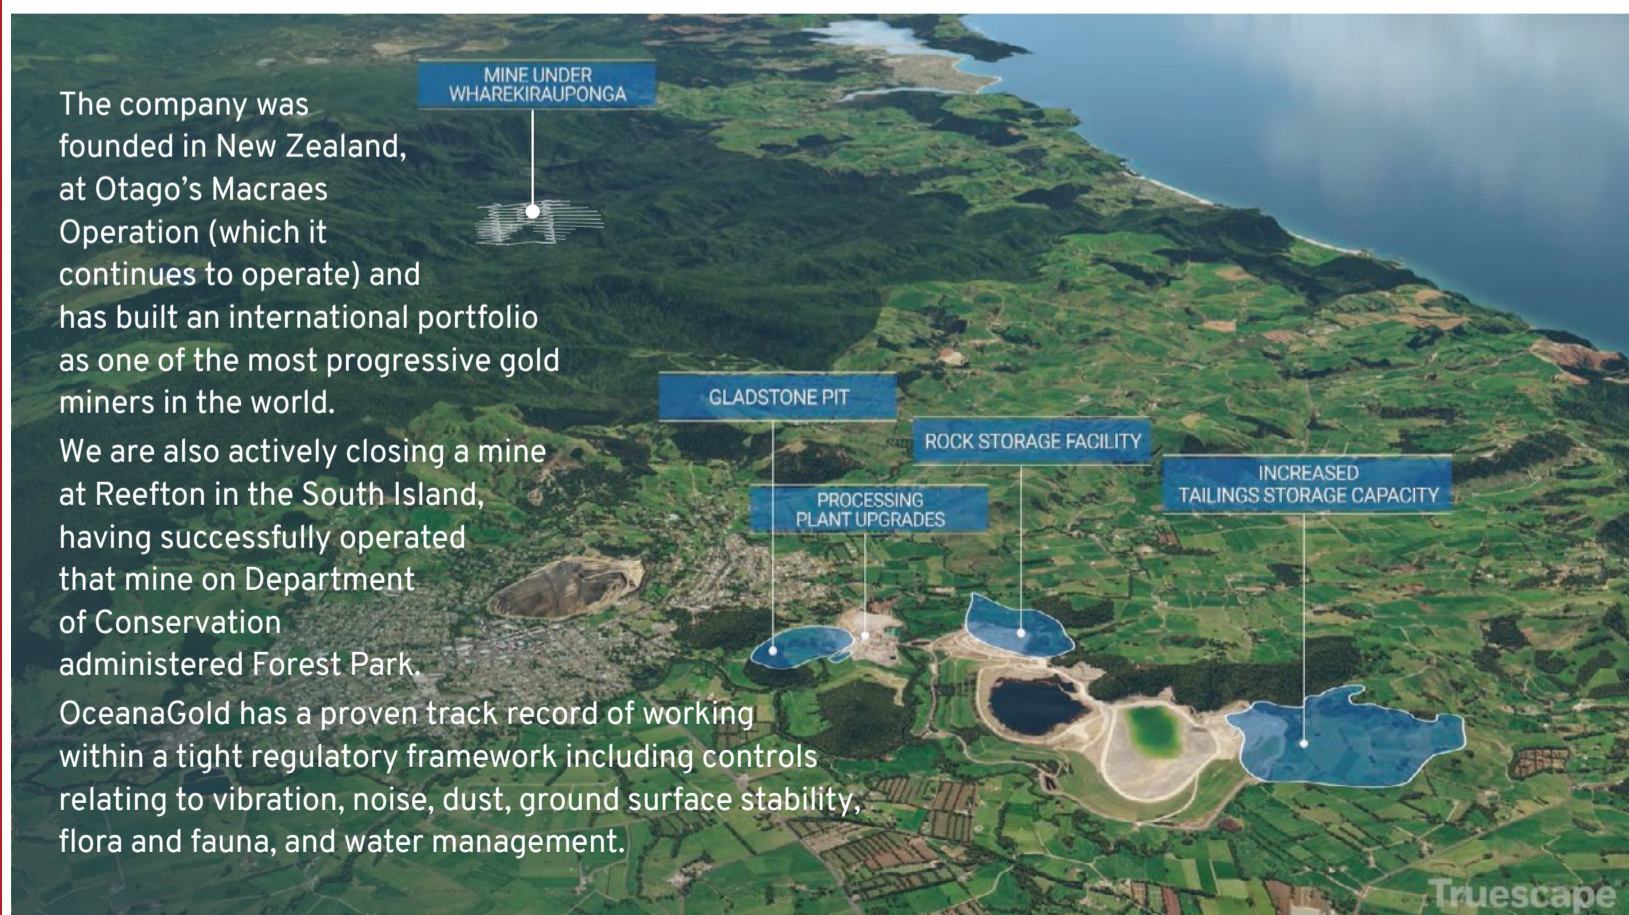 The company was
founded in New Zealand,
at Otago’s Macraes
Operation (which it
continues to operate) and
has built an international portfolio
as one of the most progressive gold
miners in the world.
We are also actively closing a mine
at Reefton in the South Island,
having successfully operated
that mine on Department
of Conservation
administered Forest Park.
OceanaGold has a proven track record of working
within a tight regulatory framework including controls
relating to vibration, noise, dust, ground surface stability,
flora and fauna, and water management.
MINE UNDER
WHAREKIRAUPONGA
GLADSTONE PIT
ROCK STORAGE FACILITY
PROCESSING
PLANT UPGRADES
INCREASED
TAILINGS STORAGE CAPACITY
Truescape